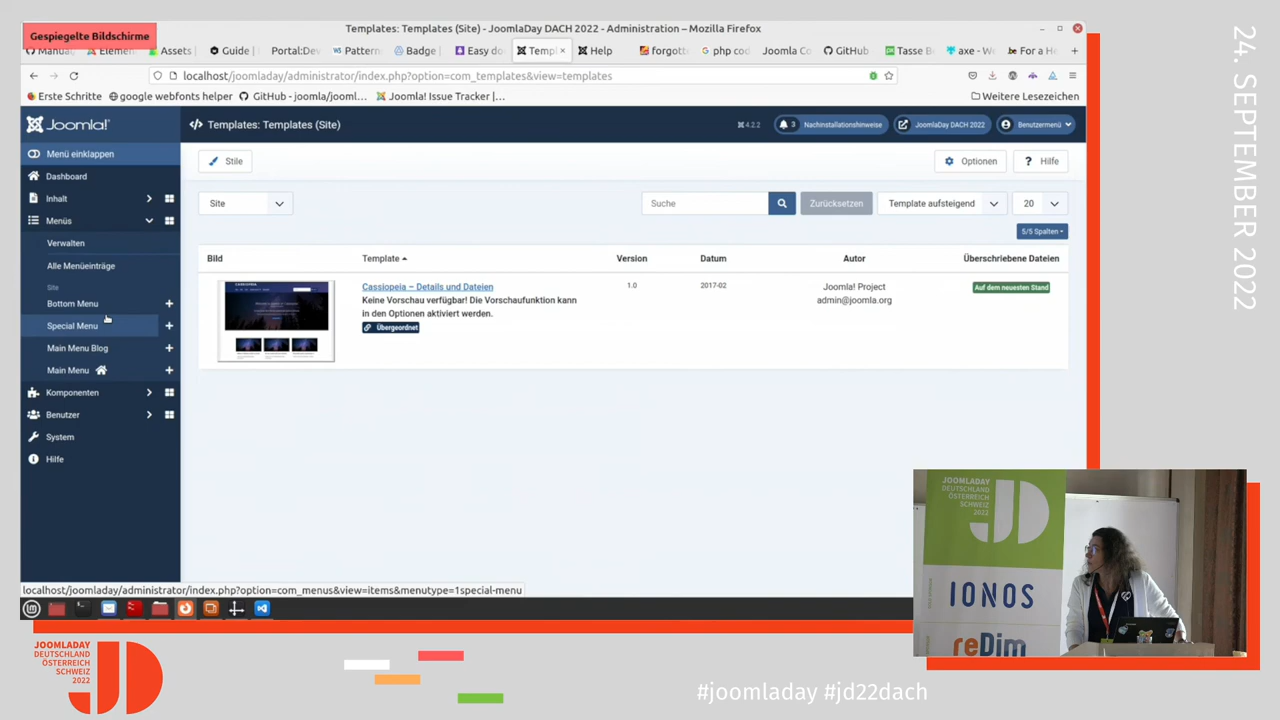 Gespiegelte Bildschirme
Templates: Templates (Site) - JoomlaDay DACH 2022 - Administration - Mozilla Firefox
Manual
Elemen
Assets
Guide |
Portal:Dev
Wiki Pattern
Badge |
Easy do
Templ
Help
forgott
php cod
Joomla Co
GitHub
Tasse B
axe - We
For a H
localhost/joomladay/administrator/index.php?option=com_templates&view=templates
Erste Schritte
google webfonts helper
GitHub - joomla/jooml...
Joomla! Issue Tracker |...
Weitere Lesezeichen
Joomla!
Templates: Templates (Site)
4.2.2
3 Nachinstallationshinweise
JoomlaDay DACH 2022
Benutzermenü
Menü einklappen
Dashboard
Inhalt
Menüs
Verwalten
Alle Menüeinträge
Site
Bottom Menu
Special Menu
Main Menu Blog
Main Menu
Komponenten
Benutzer
System
Hilfe
Stile
Optionen
Hilfe
Site
Suche
Zurücksetzen
Template aufsteigend
20
5/5 Spalten
Bild
Template
Version
Datum
Autor
Überschriebene Dateien
Cassiopeia – Details und Dateien
Keine Vorschau verfügbar! Die Vorschaufunktion kann
in den Optionen aktiviert werden.
Übergeordnet
1.0
2017-02
Joomla! Project
admin@joomla.org
Auf dem neuesten Stand
localhost/joomladay/administrator/index.php?option=com_menus&view=items&menutype=1special-menu
24. SEPTEMBER 2022
JOOMLADAY
DEUTSCHLAND
ÖSTERREICH
SCHWEIZ
2022
JD
IONOS
reDim
JOOMLADAY
DEUTSCHLAND
ÖSTERREICH
SCHWEIZ
2022
JD
#joomladay #jd22dach